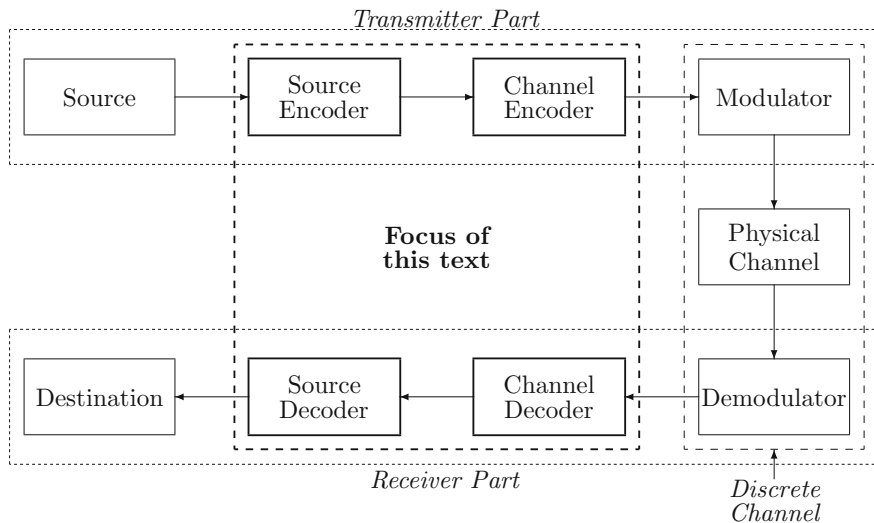 Transmitter Part
Source
Source
Encoder
Channel
Encoder
Modulator
Focus of
this text
Physical
Channel
Destination
Source
Decoder
Channel
Decoder
Demodulator
Receiver Part
Discrete
Channel